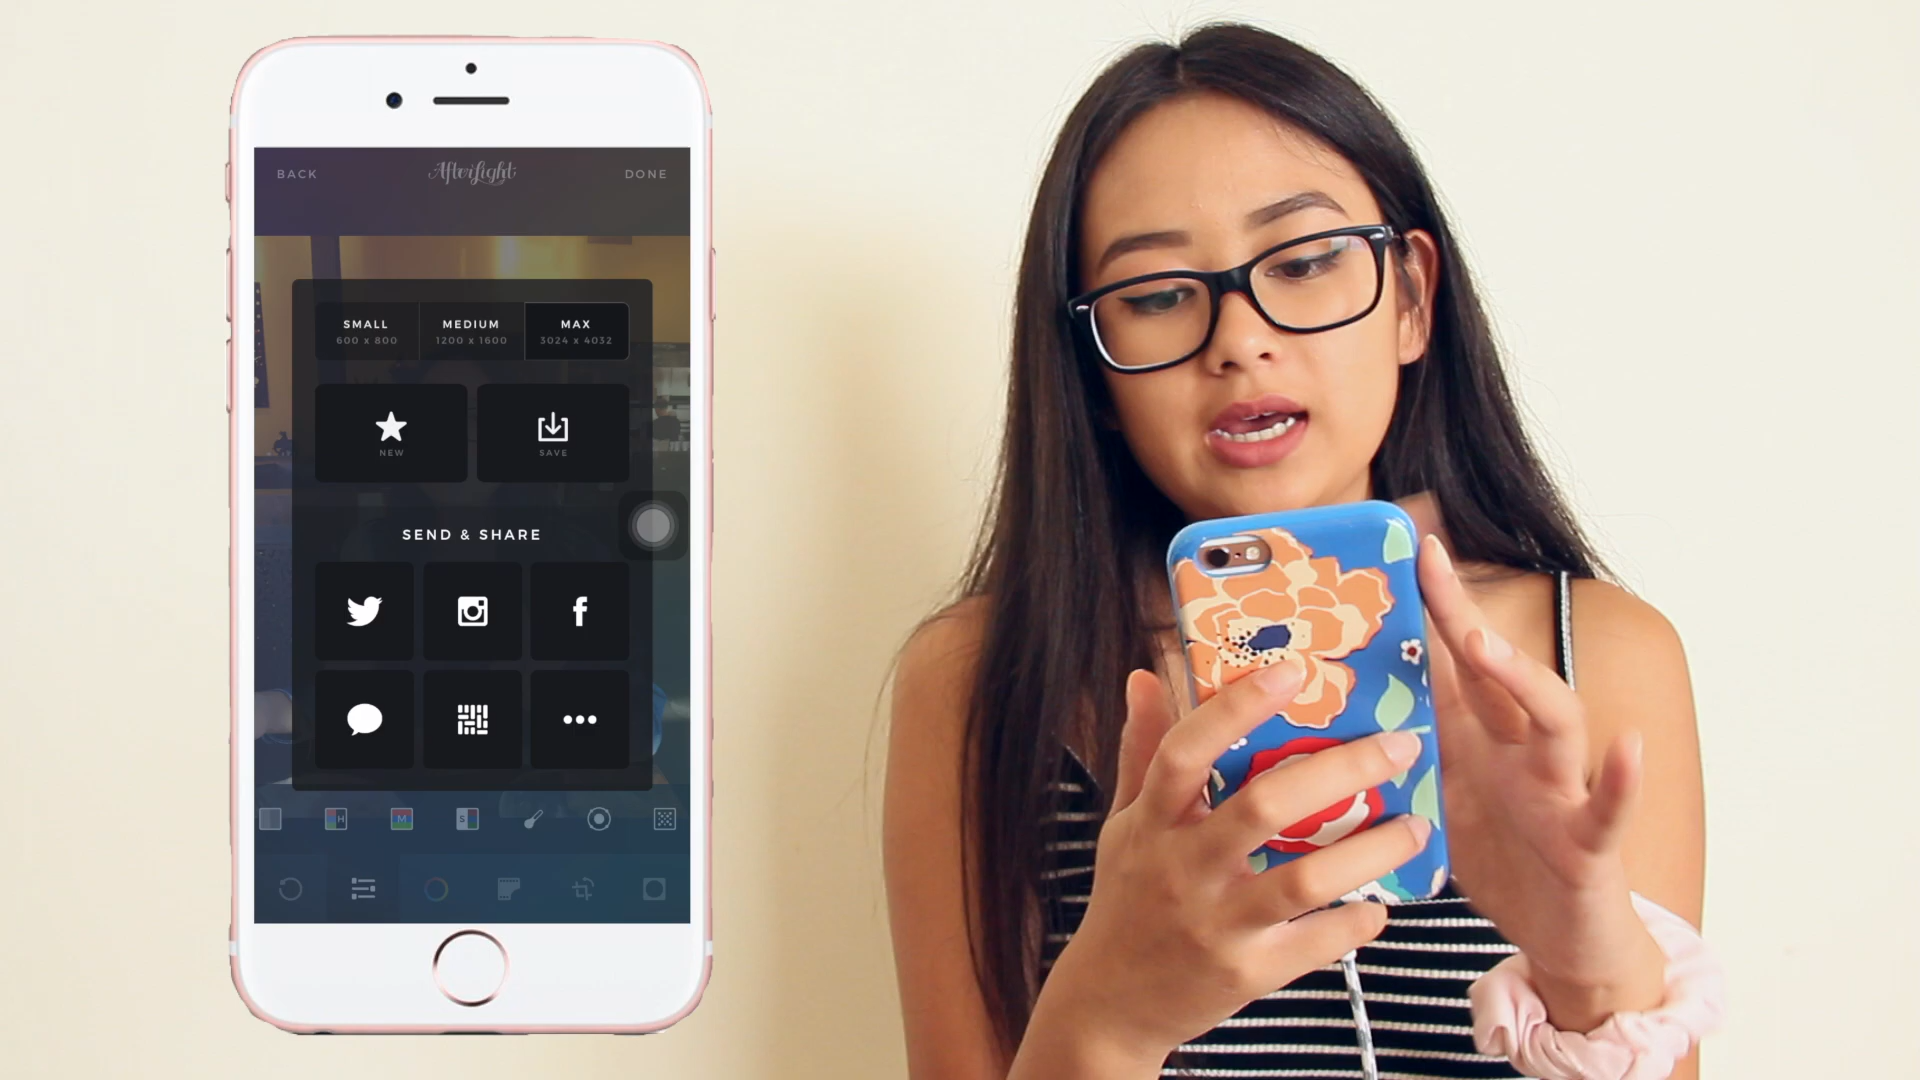 BACK AfterLight DONE
SMALL MEDIUM MAX
600 x 800 1200 x 1600 3024 x 4032
NEW SAVE
SEND & SHARE
H M S